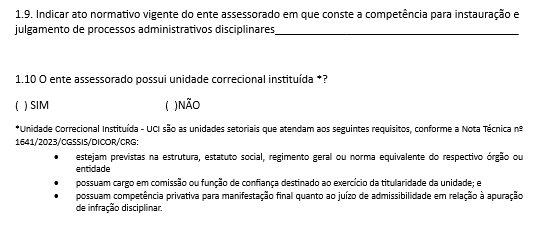 1.9. Indicar ato normativo vigente do ente assessorado em que conste a competência para instauração e
julgamento de processos administrativos disciplinares_______________________________________________
1.10 O ente assessorado possui unidade correcional instituída *?
( ) SIM ( )NÃO
*Unidade Correcional Instituída - UCI são as unidades setoriais que atendam aos seguintes requisitos, conforme a Nota Técnica nº
1641/2023/CGSSIS/DICOR/CRG:
• estejam previstas na estrutura, estatuto social, regimento geral ou norma equivalente do respectivo órgão ou
entidade
• possuam cargo em comissão ou função de confiança destinado ao exercício da titularidade da unidade; e
• possuam competência privativa para manifestação final quanto ao juízo de admissibilidade em relação à apuração
de infração disciplinar.